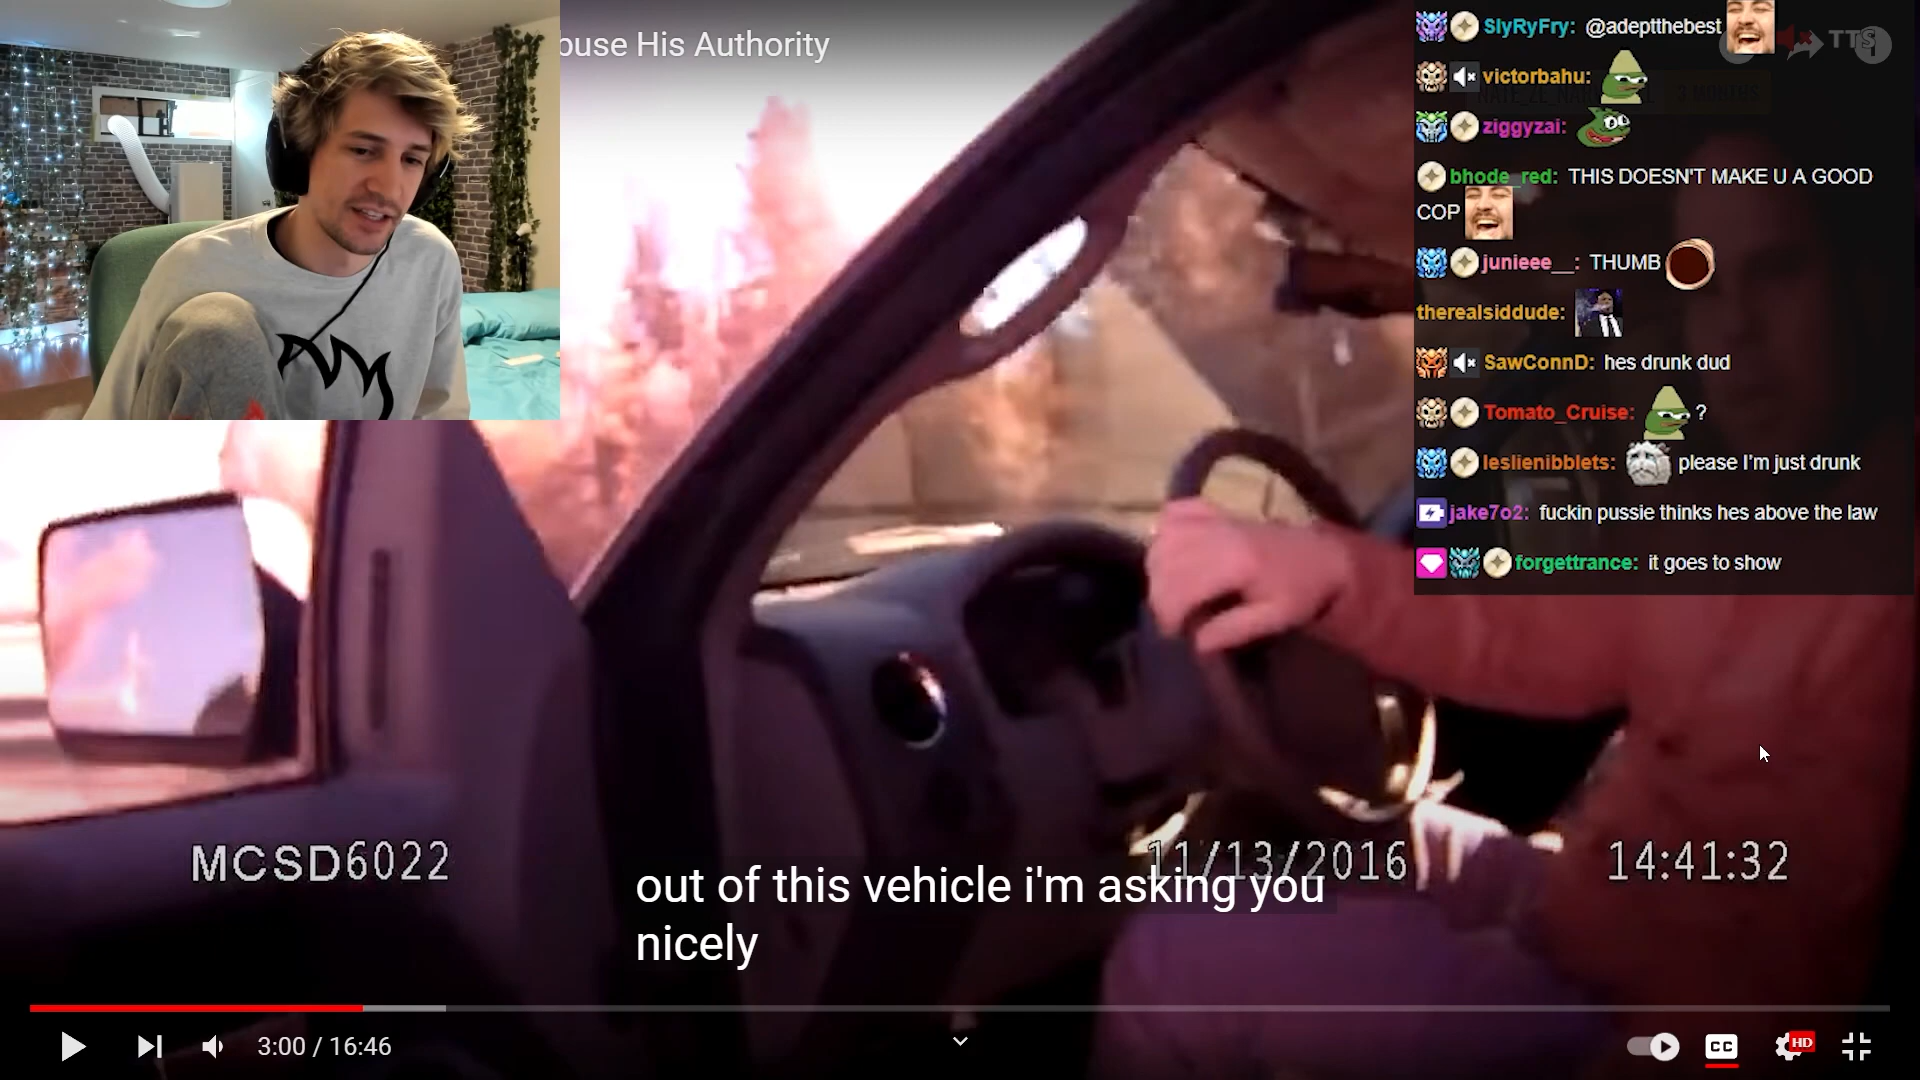 buse His Authority
SlyRyFry: @adeptthebest
TTS
victorbahu:
3 MONTHS
ziggyzai:
bhode_red: THIS DOESN'T MAKE U A GOOD
COP
junieee__: THUMB
therealsiddude:
SawConnD: hes drunk dud
Tomato_Cruise: ?
leslienibblets: please I'm just drunk
jake7o2: fuckin pussie thinks hes above the law
forgettrance: it goes to show
MCSD6022
11/13/2016
14:41:32
out of this vehicle i'm asking you
nicely
3:00 / 16:46
CC
HD